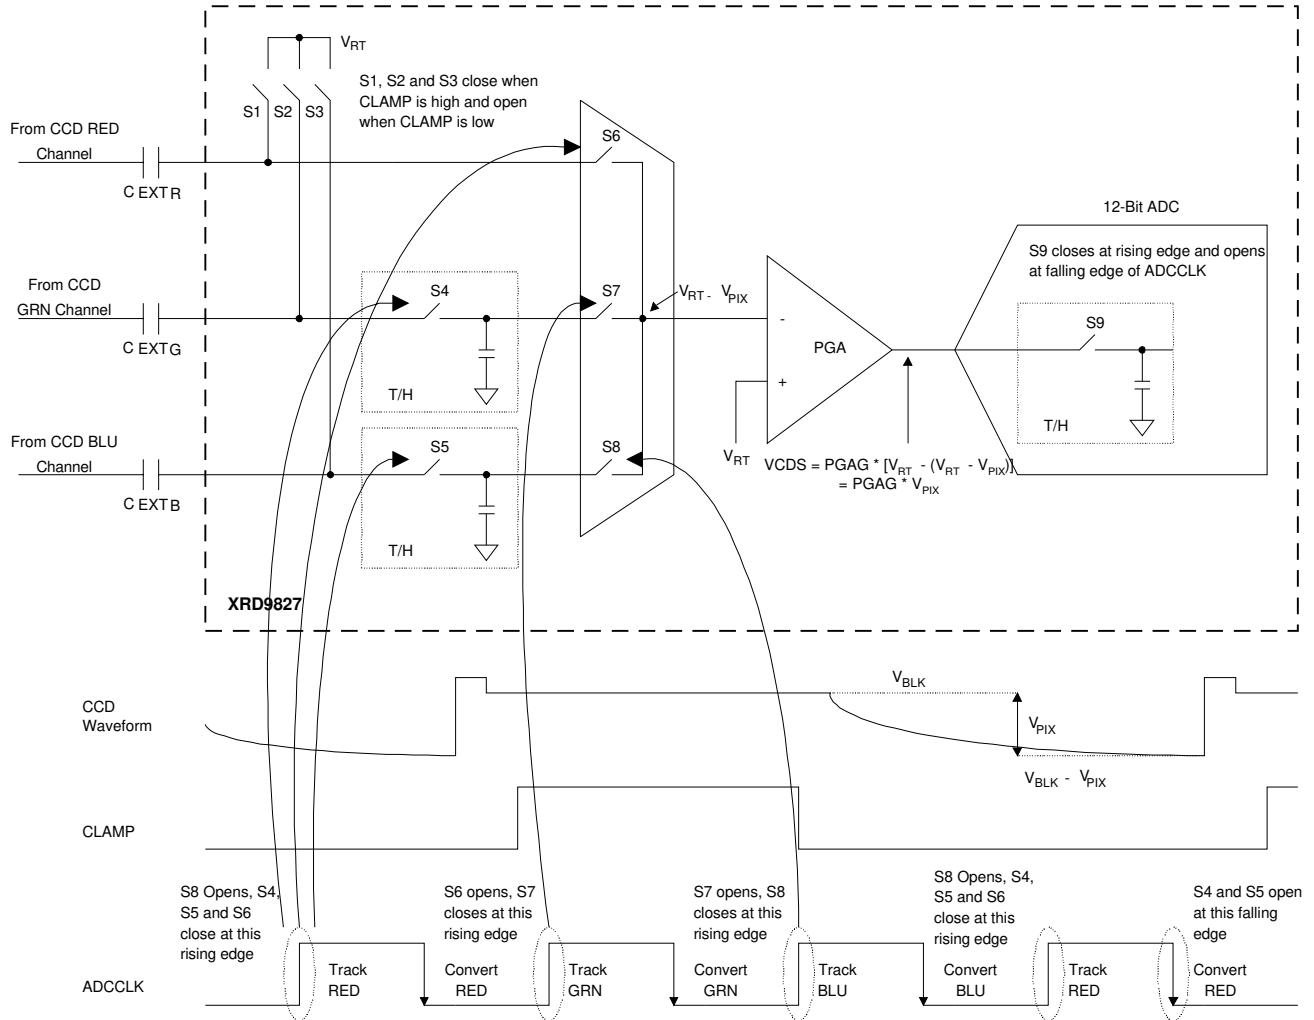 VRT
S1, S2 and S3 close when
CLAMP is high and open
when CLAMP is low
S1 S2 S3
From CCD RED
Channel
C EXTR
S6
12-Bit ADC
S9 closes at rising edge and opens
at falling edge of ADCCLK
From CCD
GRN Channel
C EXTG
S4
T/H
S7
VRT - VPIX
-
PGA
+
VRT
S9
T/H
VCDS = PGAG * [VRT - (VRT - VPIX)]
= PGAG * VPIX
From CCD BLU
Channel
C EXTB
S5
T/H
S8
XRD9827
CCD
Waveform
VBLK
VPIX
VBLK - VPIX
CLAMP
S8 Opens, S4,
S5 and S6
close at this
rising edge
S6 opens, S7
closes at this
rising edge
S7 opens, S8
closes at this
rising edge
S8 Opens, S4,
S5 and S6
close at this
rising edge
S4 and S5 open
at this falling
edge
ADCCLK
Track
RED
Convert
RED
Track
GRN
Convert
GRN
Track
BLU
Convert
BLU
Track
RED
Convert
RED